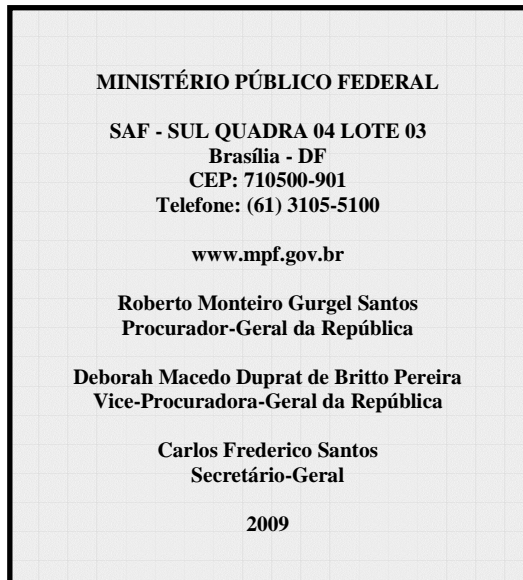 MINISTÉRIO PÚBLICO FEDERAL
SAF - SUL QUADRA 04 LOTE 03
Brasília - DF
CEP: 710500-901
Telefone: (61) 3105-5100
www.mpf.gov.br
Roberto Monteiro Gurgel Santos
Procurador-Geral da República
Deborah Macedo Duprat de Britto Pereira
Vice-Procuradora-Geral da República
Carlos Frederico Santos
Secretário-Geral
2009